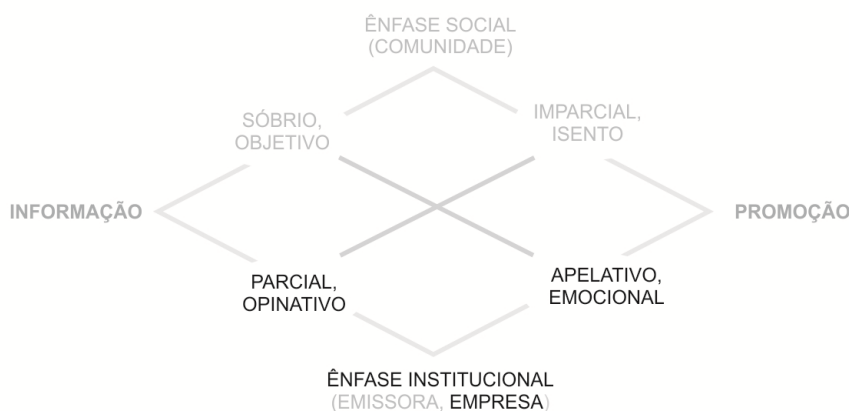 ÊNFASE SOCIAL
(COMUNIDADE)
SÓBRIO,
OBJETIVO
IMPARCIAL,
ISENTO
INFORMAÇÃO
PROMOÇÃO
PARCIAL,
OPINATIVO
APELATIVO,
EMOCIONAL
ÊNFASE INSTITUCIONAL
(EMISSORA, EMPRESA)